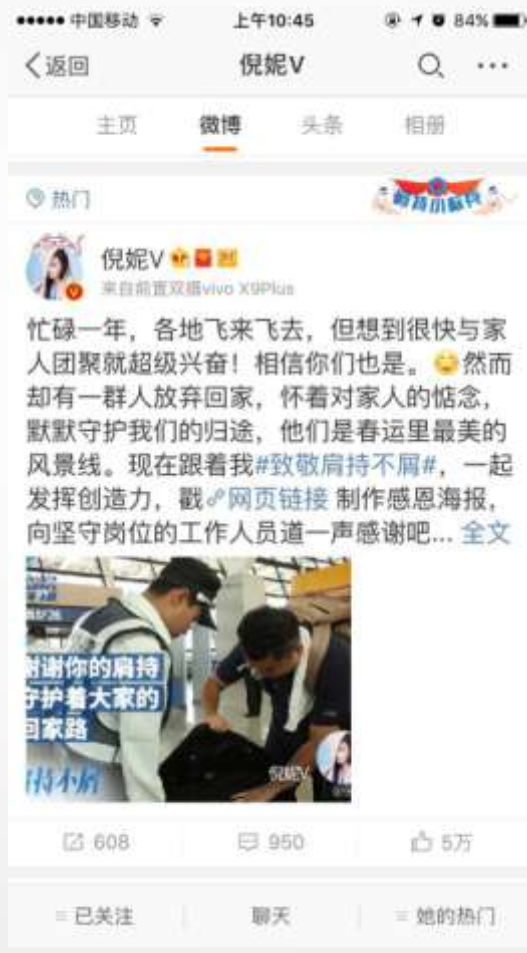 中国移动 上午10:45 84%
返回 倪妮V
主页 微博 头条 相册
热门
倪妮V
来自前置双摄vivo X9Plus
忙碌一年，各地飞来飞去，但想到很快与家
人团聚就超级兴奋！相信你们也是。然而
却有一群人放弃回家，怀着对家人的惦念，
默默守护我们的归途，他们是春运里最美的
风景线。现在跟着我#致敬肩持不屑#，一起
发挥创造力，戳网页链接 制作感恩海报，
向坚守岗位的工作人员道一声感谢吧... 全文
谢谢你的肩持
守护着大家的
回家路
倪妮V
608 950 5万
已关注 聊天 她的热门